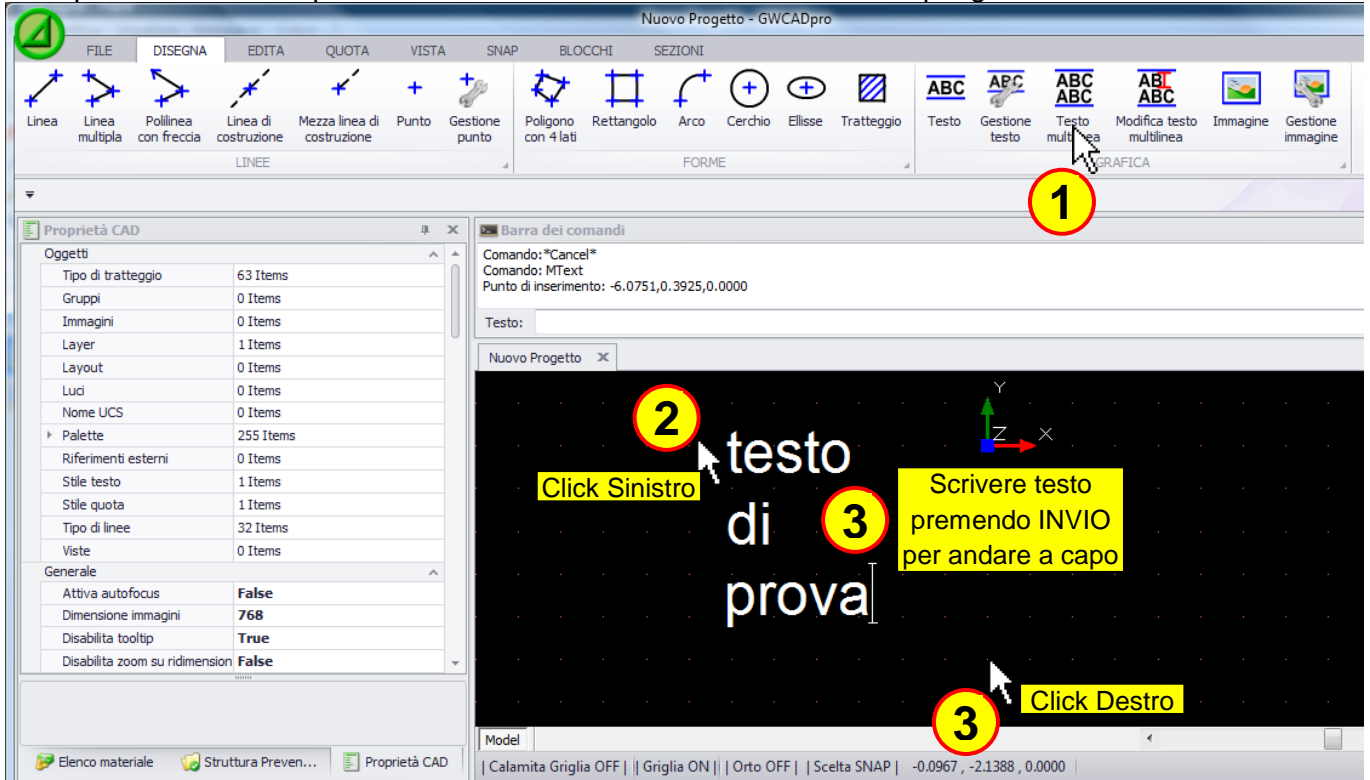 Nuovo Progetto - GWCADpro
FILE DISEGNA EDITA QUOTA VISTA SNAP BLOCCHI SEZIONI
ABC ABC ABC ABC ABC ABC
Linea Linea multipla Polilinea con freccia Linea di costruzione Mezza linea di costruzione Punto Gestione punto Poligono con 4 lati Rettangolo Arco Cerchio Ellisse Tratteggio Testo Gestione testo Testo multilinea Modifica testo multilinea Immagine Gestione immagine
LINEE FORME GRAFICA
1
Proprietà CAD
Oggetti
Tipo di tratteggio 63 Items
Gruppi 0 Items
Immagini 0 Items
Layer 1 Items
Layout 0 Items
Luci 0 Items
Nome UCS 0 Items
Palette 255 Items
Riferimenti esterni 0 Items
Stile testo 1 Items
Stile quota 1 Items
Tipo di linee 32 Items
Viste 0 Items
Generale
Attiva autofocus False
Dimensione immagini 768
Disabilita tooltip True
Disabilita zoom su ridimension False
Elenco materiale Struttura Preven... Proprietà CAD
Barra dei comandi
Comando:*Cancel*
Comando: MText
Punto di inserimento: -6.0751,0.3925,0.0000
Testo:
Nuovo Progetto
Y
Z X
2
Click Sinistro
testo
di
prova
3
Scrivere testo
premendo INVIO
per andare a capo
Click Destro
3
Model
| Calamita Griglia OFF | | Griglia ON | | Orto OFF | | Scelta SNAP | -0.0967 , -2.1388 , 0.0000